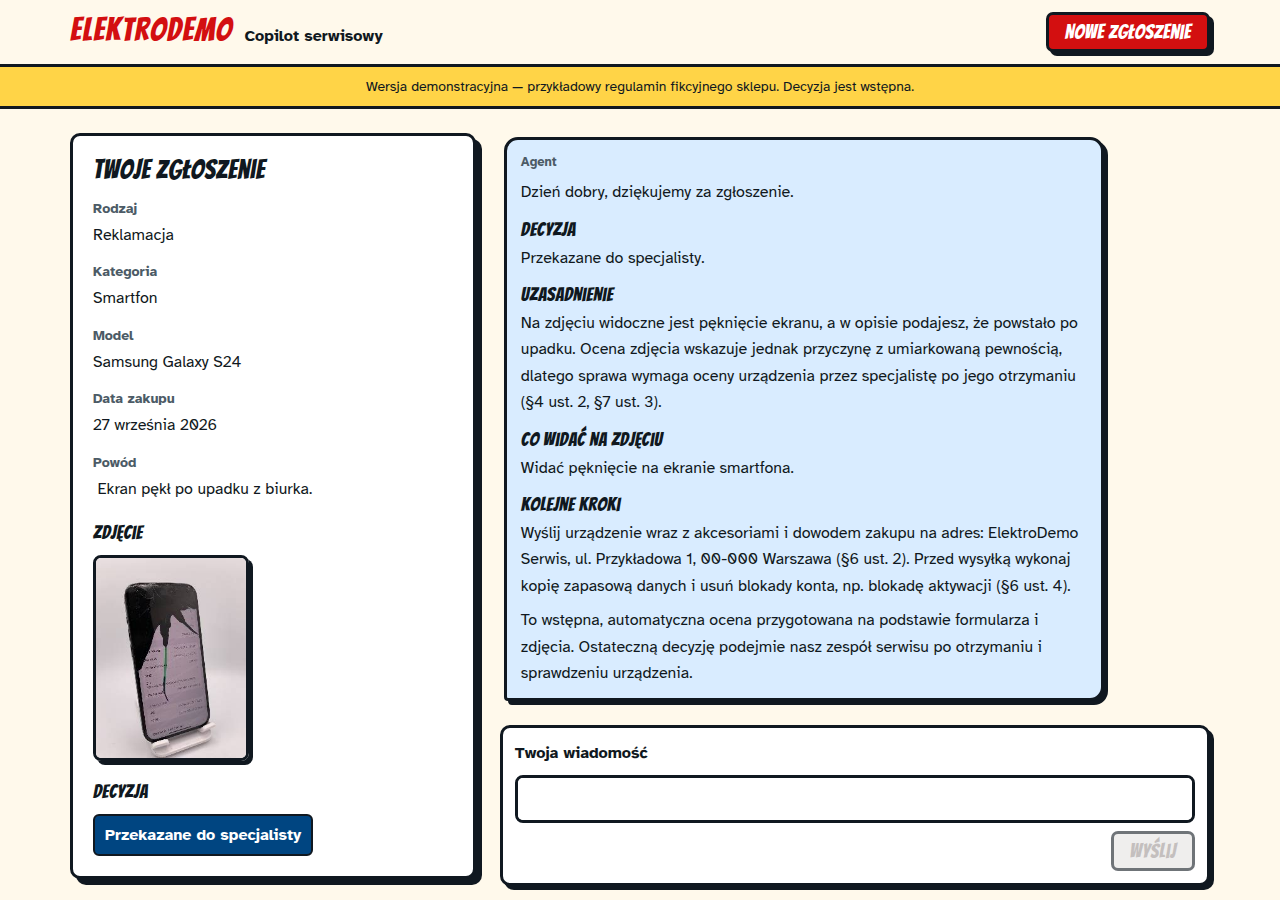 ELEKTRODEMO Copilot serwisowy
NOWE ZGŁOSZENIE
Wersja demonstracyjna — przykładowy regulamin fikcyjnego sklepu. Decyzja jest wstępna.
TWOJE ZGŁOSZENIE
Rodzaj
Reklamacja
Kategoria
Smartfon
Model
Samsung Galaxy S24
Data zakupu
27 września 2026
Powód
Ekran pękł po upadku z biurka.
ZDJĘCIE
DECYZJA
Przekazane do specjalisty
Agent
Dzień dobry, dziękujemy za zgłoszenie.
DECYZJA
Przekazane do specjalisty.
UZASADNIENIE
Na zdjęciu widoczne jest pęknięcie ekranu, a w opisie podajesz, że powstało po
upadku. Ocena zdjęcia wskazuje jednak przyczynę z umiarkowaną pewnością,
dlatego sprawa wymaga oceny urządzenia przez specjalistę po jego otrzymaniu
(§4 ust. 2, §7 ust. 3).
CO WIDAĆ NA ZDJĘCIU
Widać pęknięcie na ekranie smartfona.
KOLEJNE KROKI
Wyślij urządzenie wraz z akcesoriami i dowodem zakupu na adres: ElektroDemo
Serwis, ul. Przykładowa 1, 00-000 Warszawa (§6 ust. 2). Przed wysyłką wykonaj
kopię zapasową danych i usuń blokady konta, np. blokadę aktywacji (§6 ust. 4).
To wstępna, automatyczna ocena przygotowana na podstawie formularza i
zdjęcia. Ostateczną decyzję podejmie nasz zespół serwisu po otrzymaniu i
sprawdzeniu urządzenia.
Twoja wiadomość
WYŚLIJ